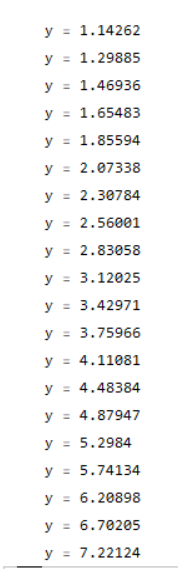 y = 1.14262
y = 1.29885
y = 1.46936
y = 1.65483
y = 1.85594
y = 2.07338
y = 2.30784
y = 2.56001
y = 2.83058
y = 3.12025
y = 3.42971
y = 3.75966
y = 4.11081
y = 4.48384
y = 4.87947
y = 5.2984
y = 5.74134
y = 6.20898
y = 6.70205
y = 7.22124